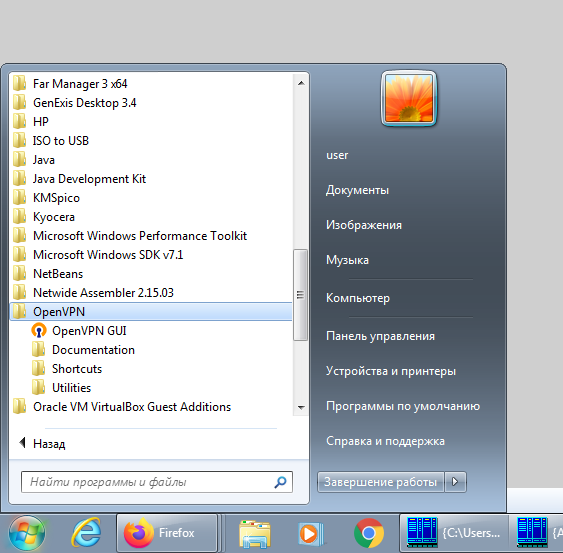 Far Manager 3 x64
GenExis Desktop 3.4
HP
ISO to USB
Java
Java Development Kit
KMSpico
Kyocera
Microsoft Windows Performance Toolkit
Microsoft Windows SDK v7.1
NetBeans
Netwide Assembler 2.15.03
OpenVPN
OpenVPN GUI
Documentation
Shortcuts
Utilities
Oracle VM VirtualBox Guest Additions
Назад
Найти программы и файлы
user
Документы
Изображения
Музыка
Компьютер
Панель управления
Устройства и принтеры
Программы по умолчанию
Справка и поддержка
Завершение работы
Firefox
{C:\Users...
{A